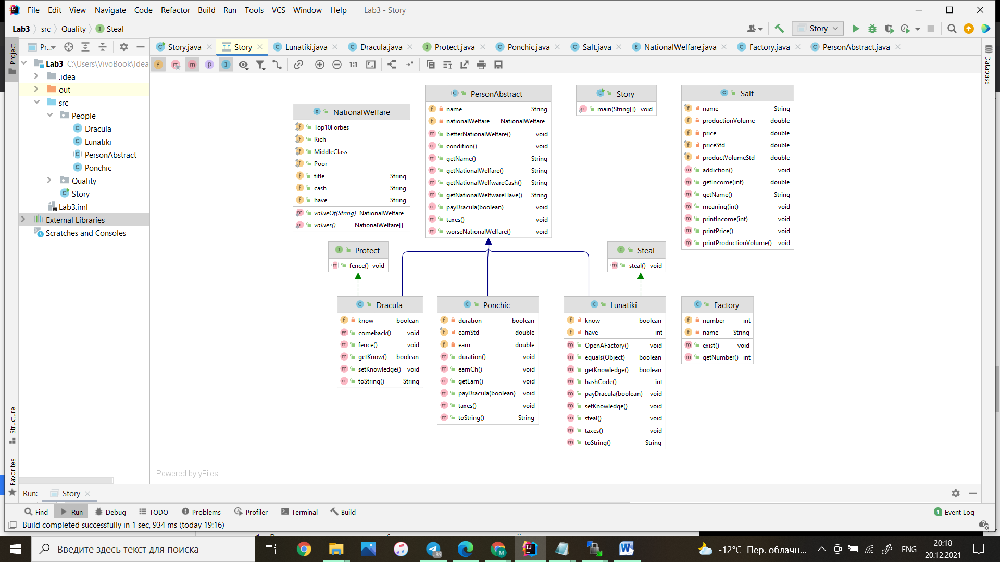 File Edit View Navigate Code Refactor Build Run Tools VCS Window Help Lab3 - Story
Lab3 src Quality Steal
Story
Pr...
Story.java Story Lunatiki.java Dracula.java Protect.java Ponchic.java Salt.java NationalWelfare.java Factory.java PersonAbstract.java
1:1
Project
Structure
Favorites
Database
Lab3 C:\Users\VivoBook\Idea
.idea
out
src
People
Dracula
Lunatiki
PersonAbstract
Ponchic
Quality
Story
Lab3.iml
External Libraries
Scratches and Consoles
NationalWelfare
Top10Forbes
Rich
MiddleClass
Poor
title String
cash String
have String
valueOf(String) NationalWelfare
values() NationalWelfare[]
PersonAbstract
name String
nationalWelfare NationalWelfare
betterNationalWelfare() void
condition() void
getName() String
getNationalWelfare() String
getNationalWelfwareCash() String
getNationalWelfwareHave() String
payDracula(boolean) void
taxes() void
worseNationalWelfare() void
Story
main(String[]) void
Salt
name String
productionVolume double
price double
priceStd double
productVolumeStd double
addiction() void
getIncome(int) double
getName() String
meaning(int) void
printIncome(int) void
printPrice() void
printProductionVolume() void
Protect
fence() void
Steal
steal() void
Dracula
know boolean
comeback() void
fence() void
getKnow() boolean
setKnowledge() void
toString() String
Ponchic
duration boolean
earnStd double
earn double
duration() void
earnCh() void
getEarn() void
payDracula(boolean) void
taxes() void
toString() String
Lunatiki
know boolean
have int
OpenAFactory() void
equals(Object) boolean
getKnowledge() boolean
hashCode() int
payDracula(boolean) void
setKnowledge() void
steal() void
taxes() void
toString() String
Factory
number int
name String
exist() void
getNumber() int
Powered by yFiles
Run: Story
Find Run Debug TODO Problems Profiler Terminal Build 1 Event Log
Build completed successfully in 1 sec, 934 ms (today 19:16)
Введите здесь текст для поиска
89
-12°C Пер. облачн... ENG
20:18
20.12.2021